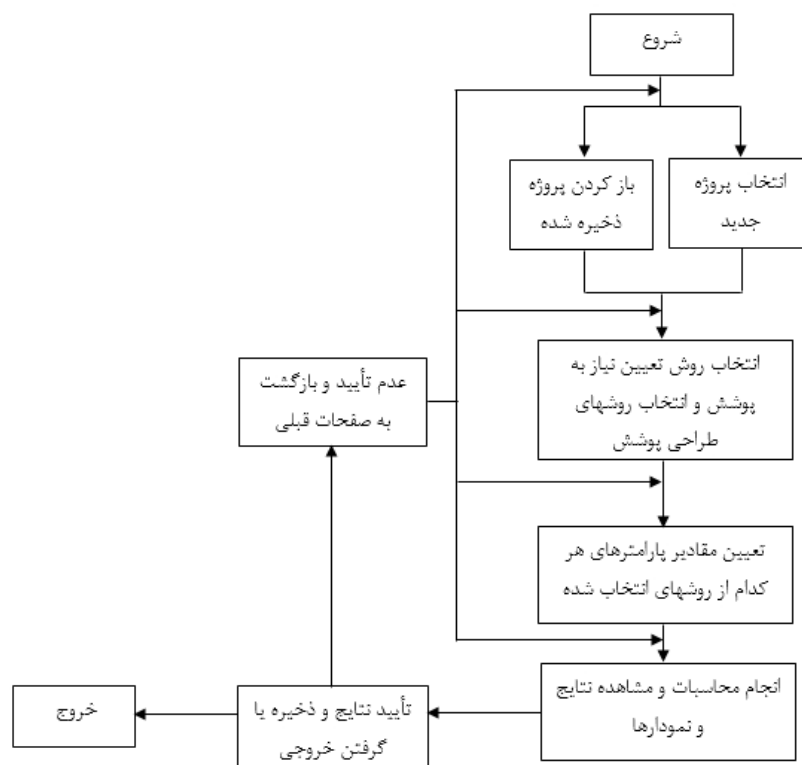 شروع
انتخاب پروژه
جدید
باز کردن پروژه
ذخیره شده
انتخاب روش تعیین نیاز به
پوشش و انتخاب روشهای
طراحی پوشش
عدم تأیید و بازگشت
به صفحات قبلی
تعیین مقادیر پارامترهای هر
کدام از روشهای انتخاب شده
انجام محاسبات و مشاهده نتایج
و نمودارها
تأیید نتایج و ذخیره یا
گرفتن خروجی
خروج